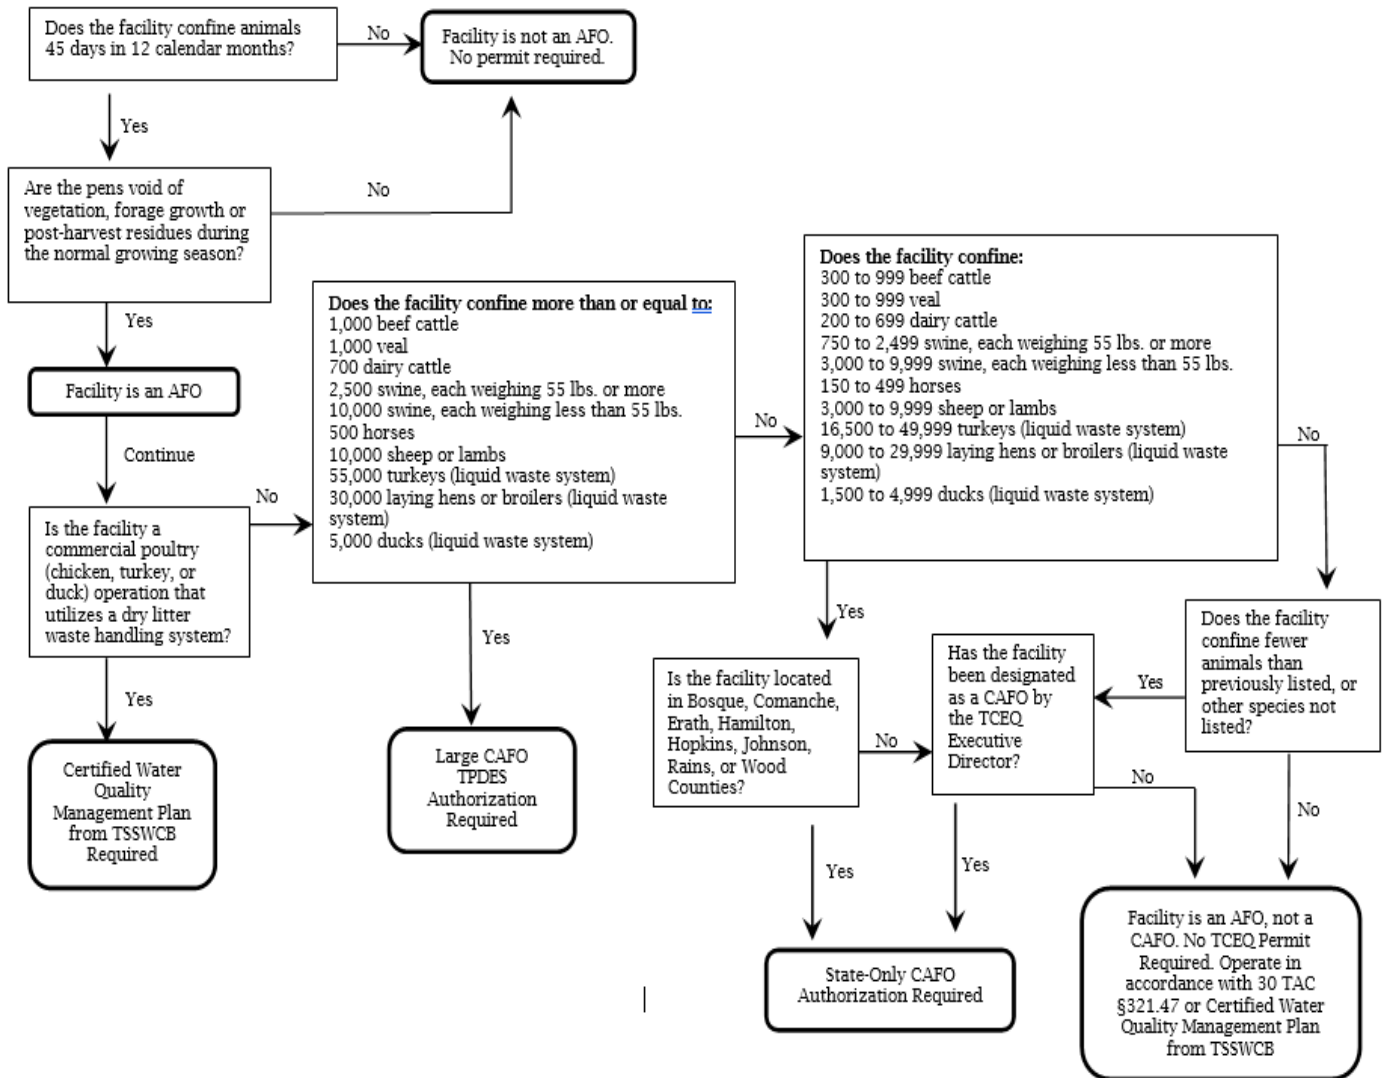 Does the facility confine animals
45 days in 12 calendar months?
No
Facility is not an AFO.
No permit required.
Yes
Are the pens void of
vegetation, forage growth or
post-harvest residues during
the normal growing season?
No
Yes
Facility is an AFO
Continue
Is the facility a
commercial poultry
(chicken, turkey, or
duck) operation that
utilizes a dry litter
waste handling system?
No
Yes
Certified Water
Quality
Management Plan
from TSSWCB
Required
Does the facility confine more than or equal to:
1,000 beef cattle
1,000 veal
700 dairy cattle
2,500 swine, each weighing 55 lbs. or more
10,000 swine, each weighing less than 55 lbs.
500 horses
10,000 sheep or lambs
55,000 turkeys (liquid waste system)
30,000 laying hens or broilers (liquid waste
system)
5,000 ducks (liquid waste system)
No
Yes
Large CAFO
TPDES
Authorization
Required
Does the facility confine:
300 to 999 beef cattle
300 to 999 veal
200 to 699 dairy cattle
750 to 2,499 swine, each weighing 55 lbs. or more
3,000 to 9,999 swine, each weighing less than 55 lbs.
150 to 499 horses
3,000 to 9,999 sheep or lambs
16,500 to 49,999 turkeys (liquid waste system)
9,000 to 29,999 laying hens or broilers (liquid waste
system)
1,500 to 4,999 ducks (liquid waste system)
No
Yes
Is the facility located
in Bosque, Comanche,
Erath, Hamilton,
Hopkins, Johnson,
Rains, or Wood
Counties?
No
Yes
Has the facility
been designated
as a CAFO by
the TCEQ
Executive
Director?
Yes
No
Yes
Does the facility
confine fewer
animals than
previously listed, or
other species not
listed?
No
State-Only CAFO
Authorization Required
Facility is an AFO, not a
CAFO. No TCEQ Permit
Required. Operate in
accordance with 30 TAC
§321.47 or Certified Water
Quality Management Plan
from TSSWCB